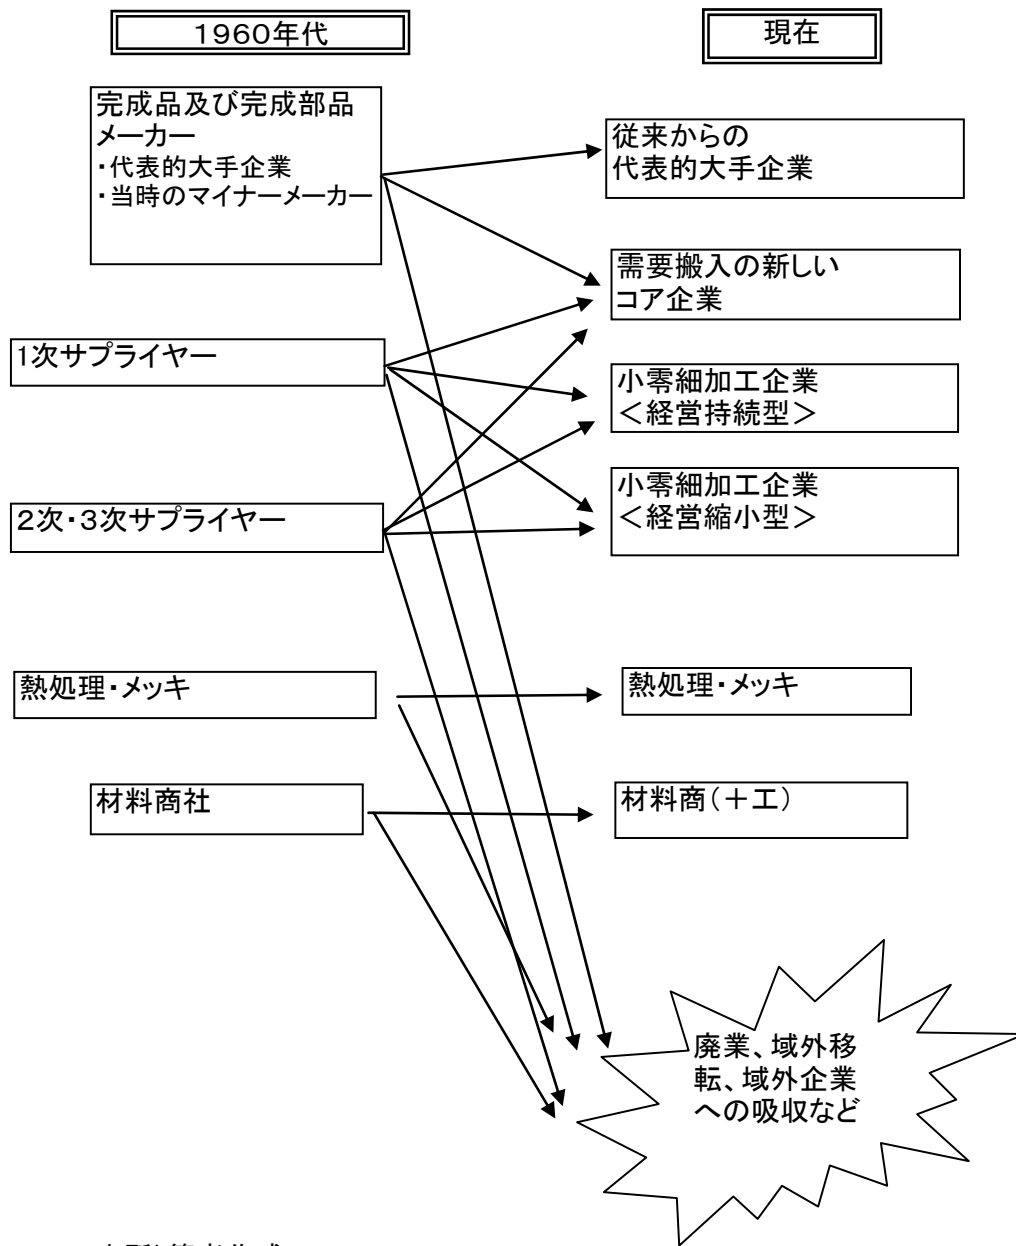 1960年代
現在
完成品及び完成部品
メーカー
・代表的大手企業
・当時のマイナーメーカー
従来からの
代表的大手企業
需要搬入の新しい
コア企業
1次サプライヤー
小零細加工企業
＜経営持続型＞
2次・3次サプライヤー
小零細加工企業
＜経営縮小型＞
熱処理・メッキ
熱処理・メッキ
材料商社
材料商（＋工）
廃業、域外移
転、域外企業
への吸収など